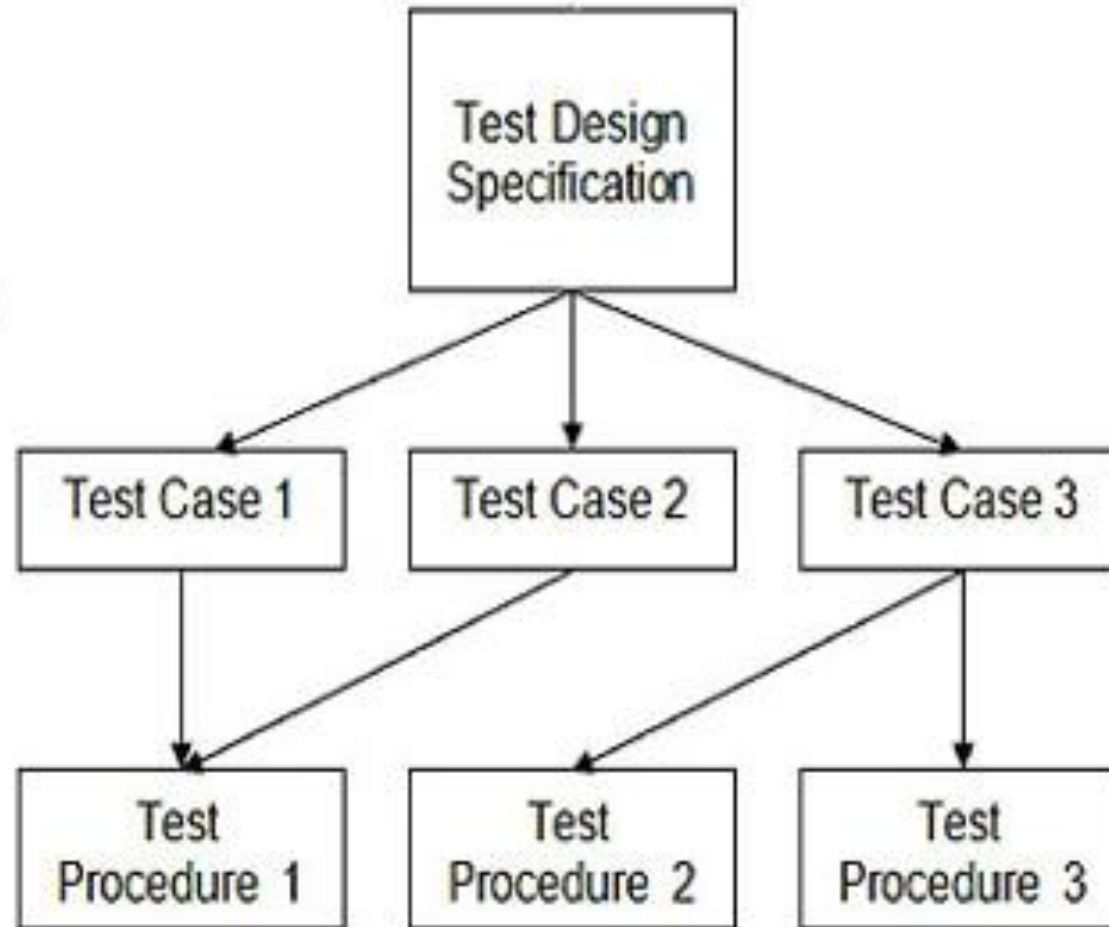 Test Design
Specification
Test Case 1
Test Case 2
Test Case 3
Test
Procedure 1
Test
Procedure 2
Test
Procedure 3